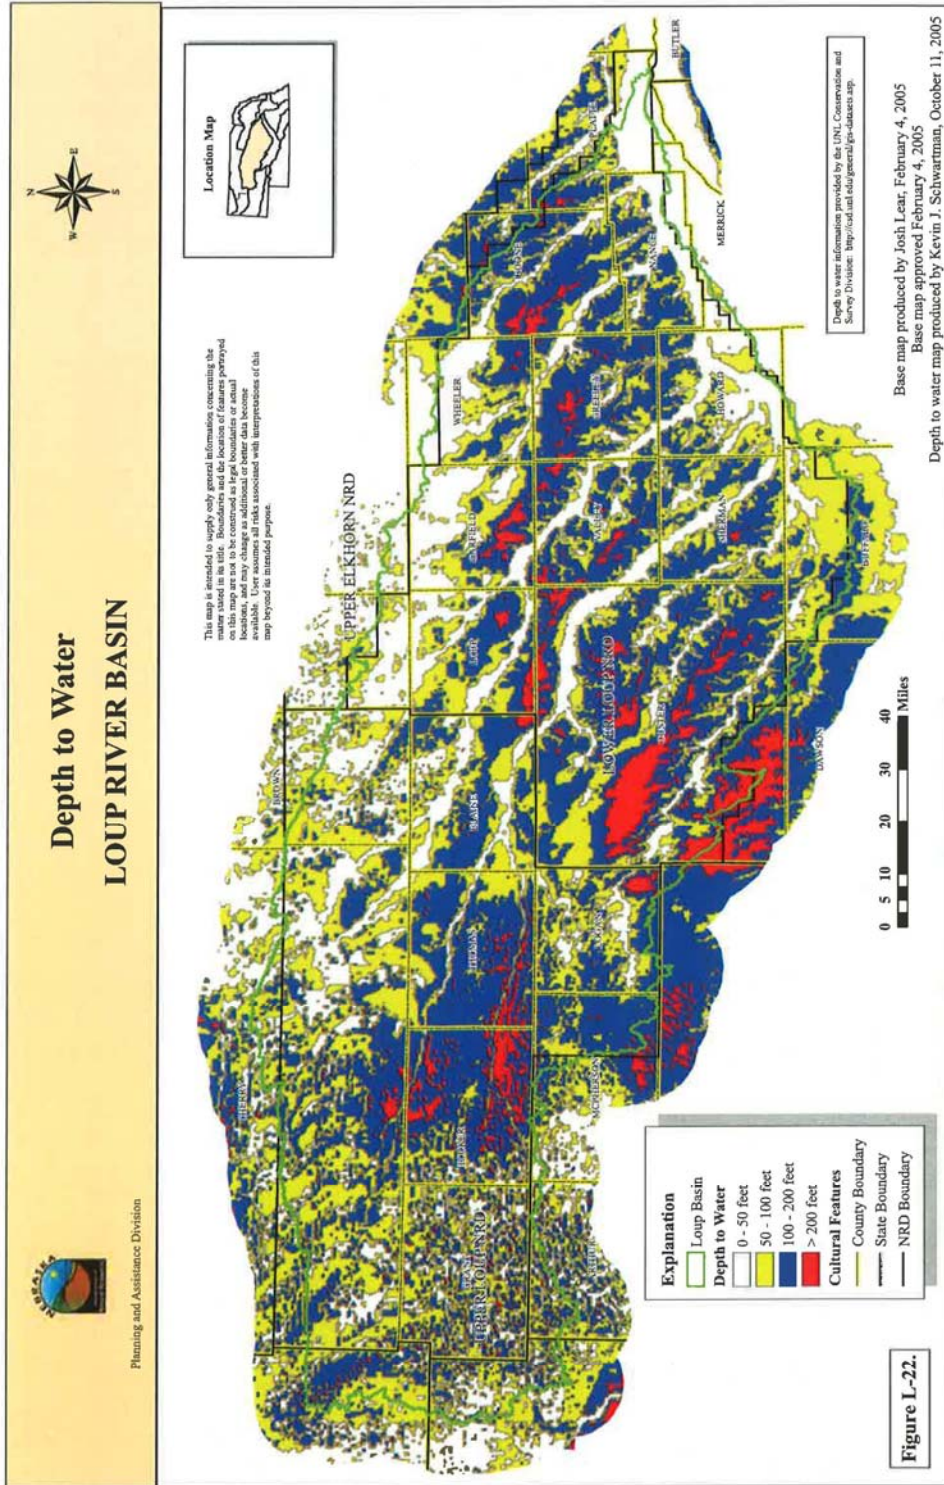 Depth to Water
LOUP RIVER BASIN
NEBRASKA
Planning and Assistance Division
N
W
E
S
This map is intended to supply only general information concerning the
matter stated in its title. Boundaries and the location of features portrayed
on this map are not to be construed as legal boundaries or actual
locations, and may change as additional or better data become
available. User assumes all risks associated with interpretations of this
map beyond its intended purpose.
Location Map
CHERRY
BROWN
UPPER ELKHORN NRD
HOOKER
THOMAS
BLAINE
LOUP
GARFIELD
WHEELER
BOONE
PLATTE
UPPER LOUP NRD
GRANT
ARTHUR
MCPHERSON
LOGAN
LOWER LOUP NRD
CUSTER
VALLEY
GREELEY
NANCE
SHERMAN
HOWARD
MERRICK
BUTLER
DAWSON
BUFFALO
Explanation
Loup Basin
Depth to Water
0 - 50 feet
50 - 100 feet
100 - 200 feet
> 200 feet
Cultural Features
County Boundary
State Boundary
NRD Boundary
0 5 10 20 30 40
Miles
Depth to water information provided by the UNL Conservation and
Survey Division: http://csd.unl.edu/general/gis-datasets.asp.
Base map produced by Josh Lear, February 4, 2005
Base map approved February 4, 2005
Depth to water map produced by Kevin J. Schwartman, October 11, 2005
Figure L-22.